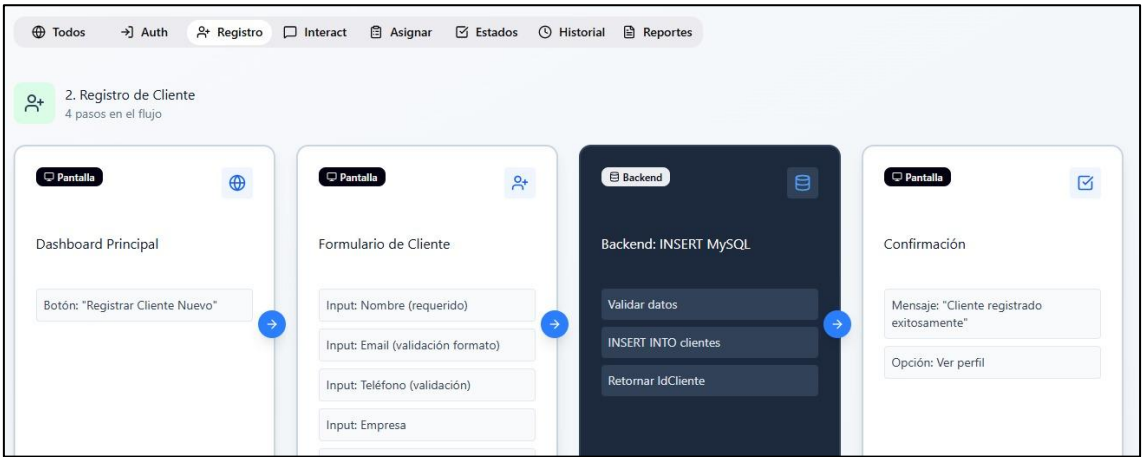 Todos Auth Registro Interact Asignar Estados Historial Reportes
2. Registro de Cliente
4 pasos en el flujo
Pantalla
Dashboard Principal
Botón: "Registrar Cliente Nuevo"
Pantalla
Formulario de Cliente
Input: Nombre (requerido)
Input: Email (validación formato)
Input: Teléfono (validación)
Input: Empresa
Backend
Backend: INSERT MySQL
Validar datos
INSERT INTO clientes
Retornar IdCliente
Pantalla
Confirmación
Mensaje: "Cliente registrado
exitosamente"
Opción: Ver perfil